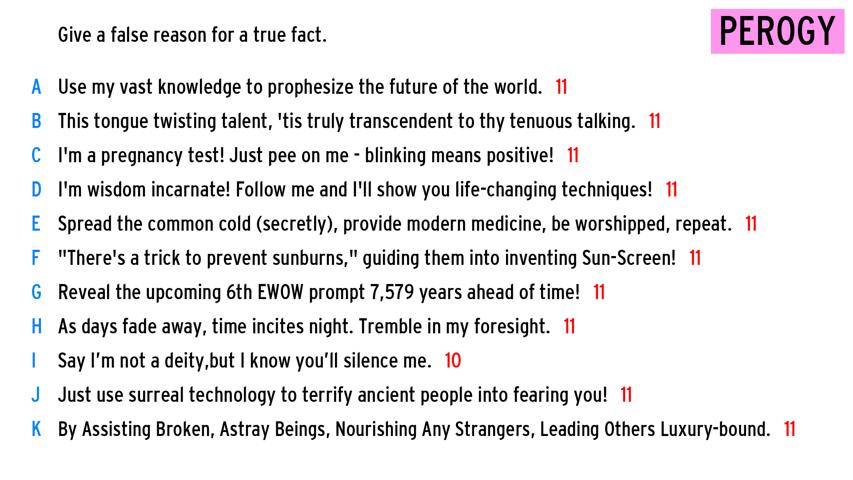 Give a false reason for a true fact.
PEROGY
A Use my vast knowledge to prophesize the future of the world. 11
B This tongue twisting talent, 'tis truly transcendent to thy tenuous talking. 11
C I'm a pregnancy test! Just pee on me - blinking means positive! 11
D I'm wisdom incarnate! Follow me and I'll show you life-changing techniques! 11
E Spread the common cold (secretly), provide modern medicine, be worshipped, repeat. 11
F "There's a trick to prevent sunburns," guiding them into inventing Sun-Screen! 11
G Reveal the upcoming 6th EWOW prompt 7,579 years ahead of time! 11
H As days fade away, time incites night. Tremble in my foresight. 11
I Say I’m not a deity,but I know you’ll silence me. 10
J Just use surreal technology to terrify ancient people into fearing you! 11
K By Assisting Broken, Astray Beings, Nourishing Any Strangers, Leading Others Luxury-bound. 11